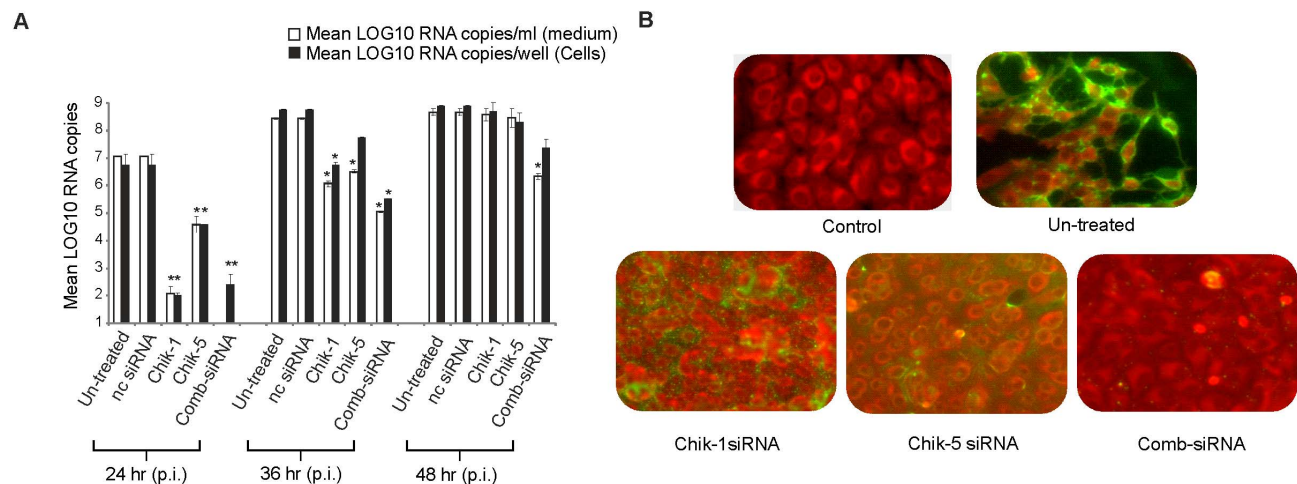 A
Mean LOG10 RNA copies/ml (medium)
Mean LOG10 RNA copies/well (Cells)
Mean LOG10 RNA copies
9
7
6
5
4
3
2
1
* *
* *
* *
*
*
*
*
*
*
Un-treated
nc siRNA
Chik-1
Chik-5
Comb-siRNA
Un-treated
nc siRNA
Chik-1
Chik-5
Comb-siRNA
Un-treated
nc siRNA
Chik-1
Chik-5
Comb-siRNA
24 hr (p.i.)
36 hr (p.i.)
48 hr (p.i.)
B
Control
Un-treated
Chik-1siRNA
Chik-5 siRNA
Comb-siRNA